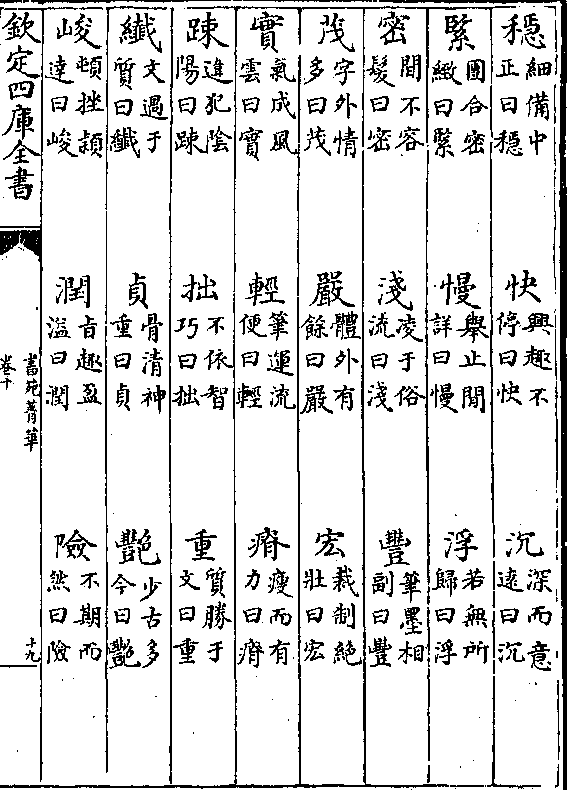 穩細備中正曰穩　快興趣不停曰快　沉深而意遠曰沉
緊團合密緻曰緊　慢舉止閒詳曰慢　浮若無所歸曰浮
密間不容髮曰密　淺凌于俗流曰淺　豐筆墨相副曰豐
茂字外情多曰茂　嚴體外有餘曰嚴　宏裁制絕壯曰宏
實氣成風雲曰實　輕筆運流便曰輕　瘠瘦而有力曰瘠
踈違犯陰陽曰踈　拙不依智巧曰拙　重質勝于文曰重
纖文過于質曰纖　貞骨清神重曰貞　艷少古多今曰艷
峻頓挫頴達曰峻　潤旨趣盈溢曰潤　險不期而然曰險
欽定四庫全書
書苑菁華
卷十
十九